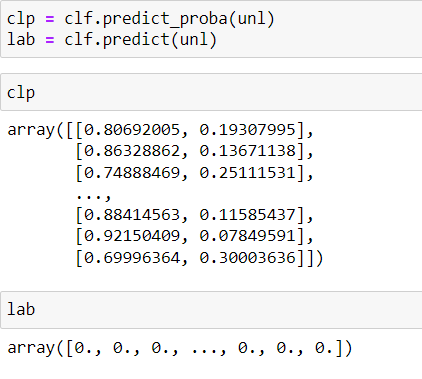 clp = clf.predict_proba(unl)
lab = clf.predict(unl)
clp
array([[0.80692005, 0.19307995],
[0.86328862, 0.13671138],
[0.74888469, 0.25111531],
...,
[0.88414563, 0.11585437],
[0.92150409, 0.07849591],
[0.69996364, 0.30003636]])
lab
array([0., 0., 0., ..., 0., 0., 0.])